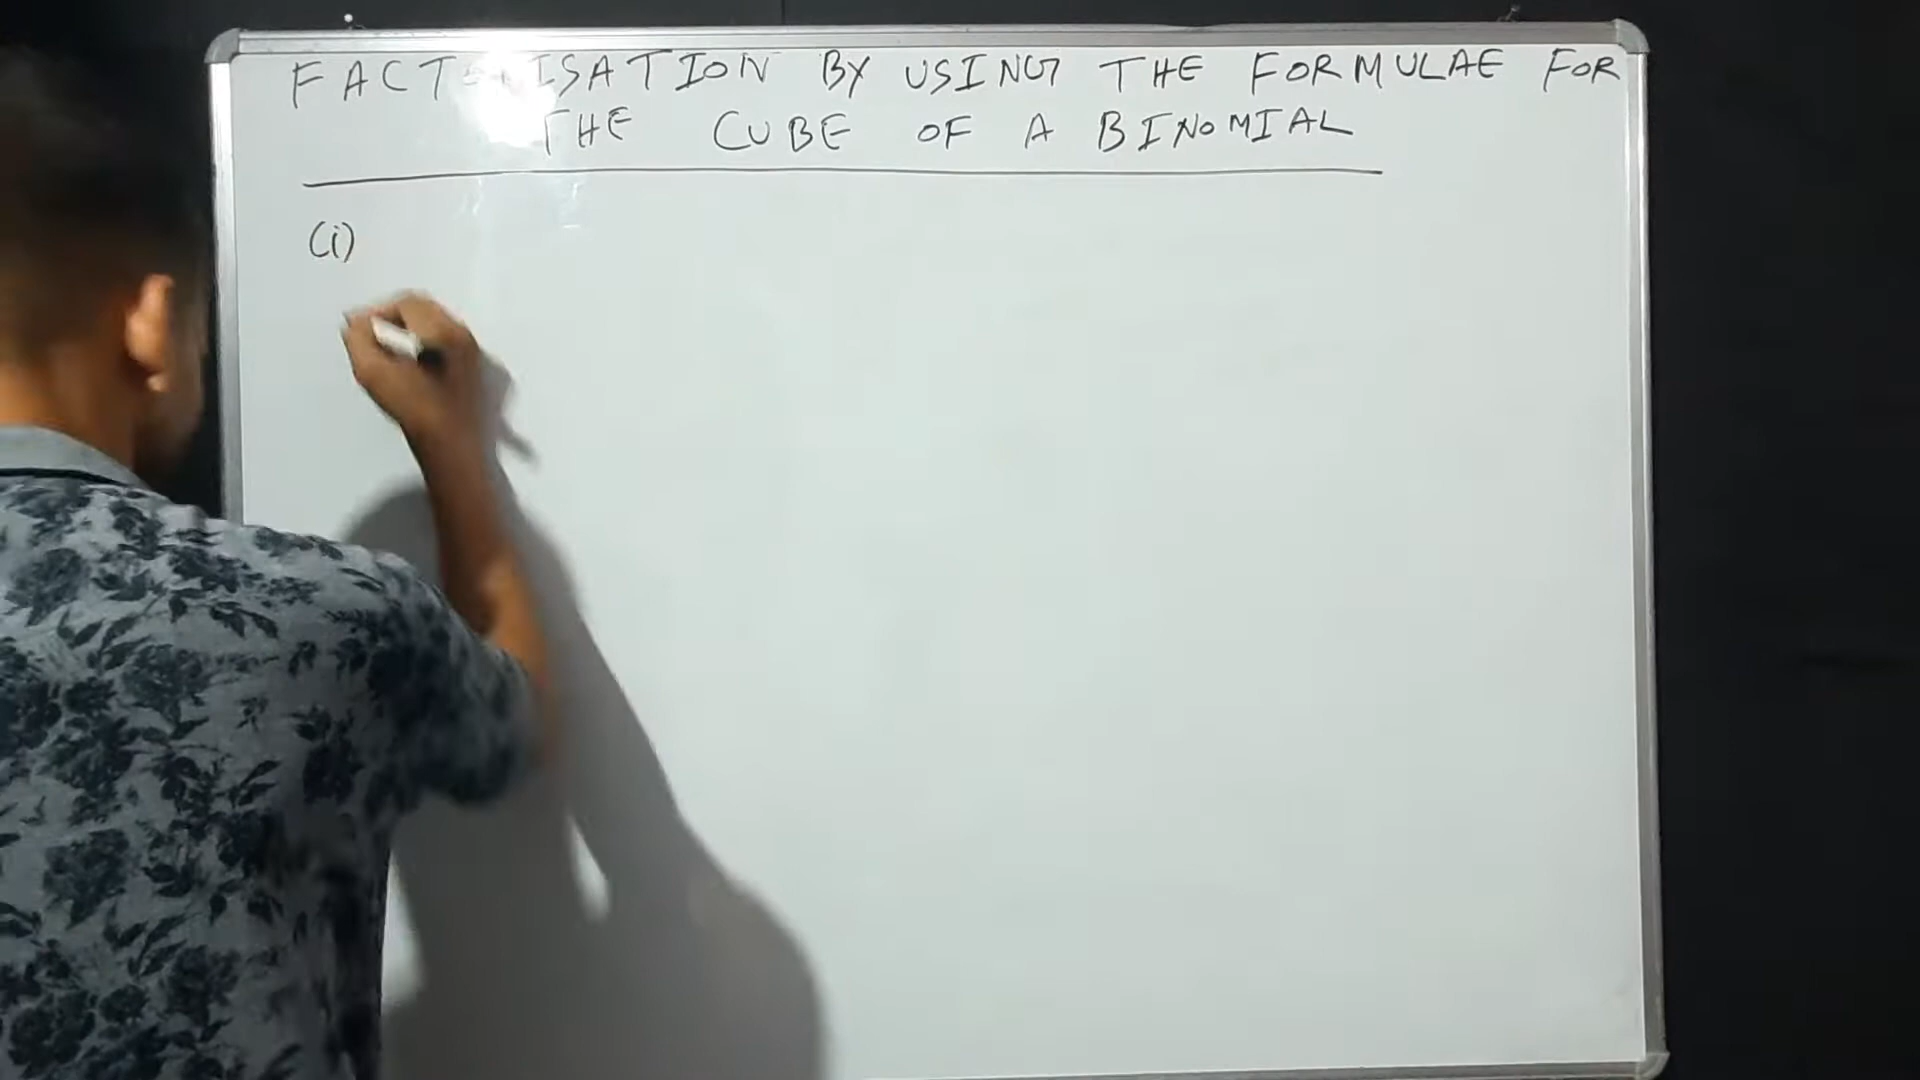 FACTORISATION BY USING THE FORMULAE FOR
THE CUBE OF A BINOMIAL
(i)